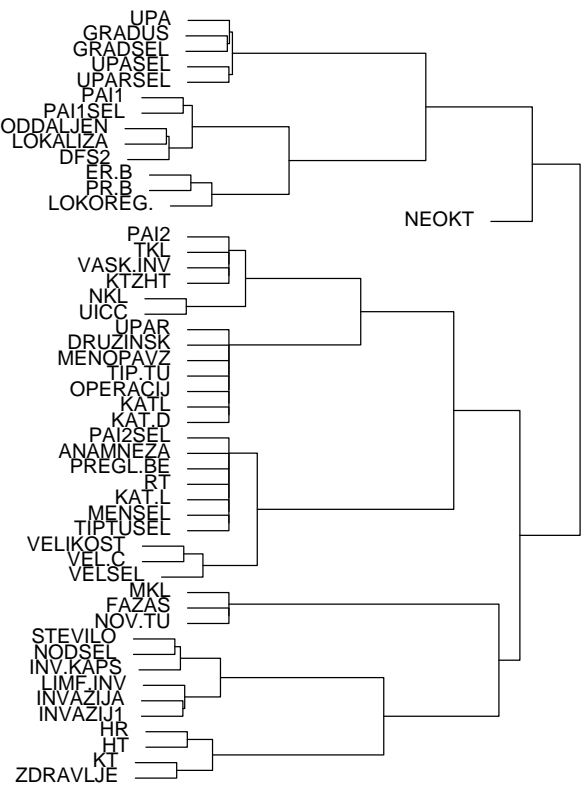 UPA
GRADUS
GRADSEL
UPASEL
UPARSEL
PAI1
PAI1SEL
ODDALJEN
LOKALIZA
DFS2
ER.B
PR.B
LOKOREG.
NEOKT
PAI2
TKL
VASK.INV
KTZHT
NKL
UICC
UPAR
DRUZINSK
MENOPAVZ
TIP.TU
OPERACIJ
KATL
KAT.D
PAI2SEL
ANAMNEZA
PREGL.BE
RT
KAT.L
MENSEL
TIPTUSEL
VELIKOST
VEL.C
VELSEL
MKL
FAZAS
NOV.TU
STEVILO
NODSEL
INV.KAPS
LIMF.INV
INVAZIJA
INVAZIJ1
HR
HT
KT
ZDRAVLJE